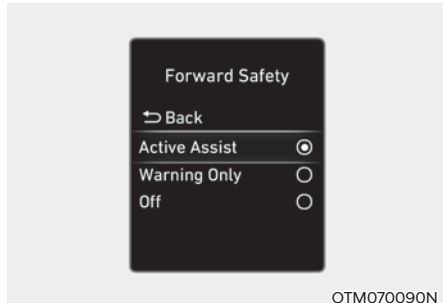 Forward Safety
Back
Active Assist
Warning Only
Off
OTM070090N